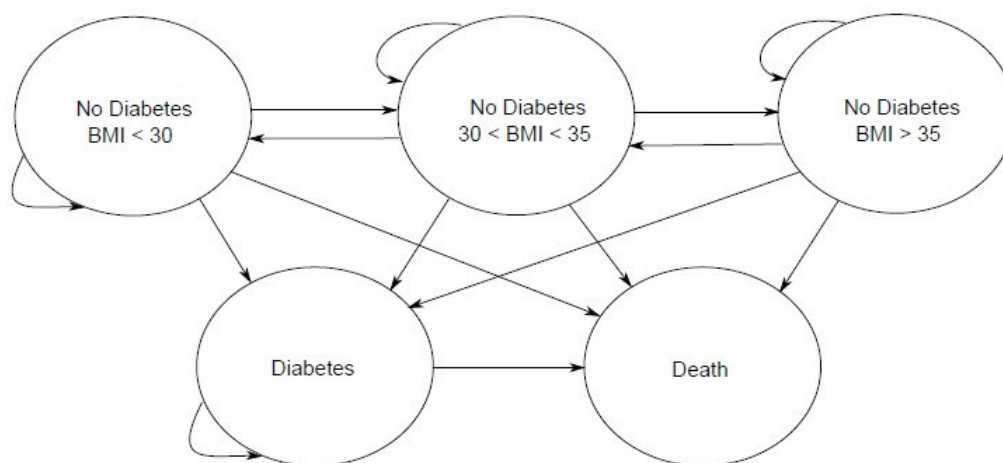 No Diabetes
BMI < 30
No Diabetes
30 < BMI < 35
No Diabetes
BMI > 35
Diabetes
Death